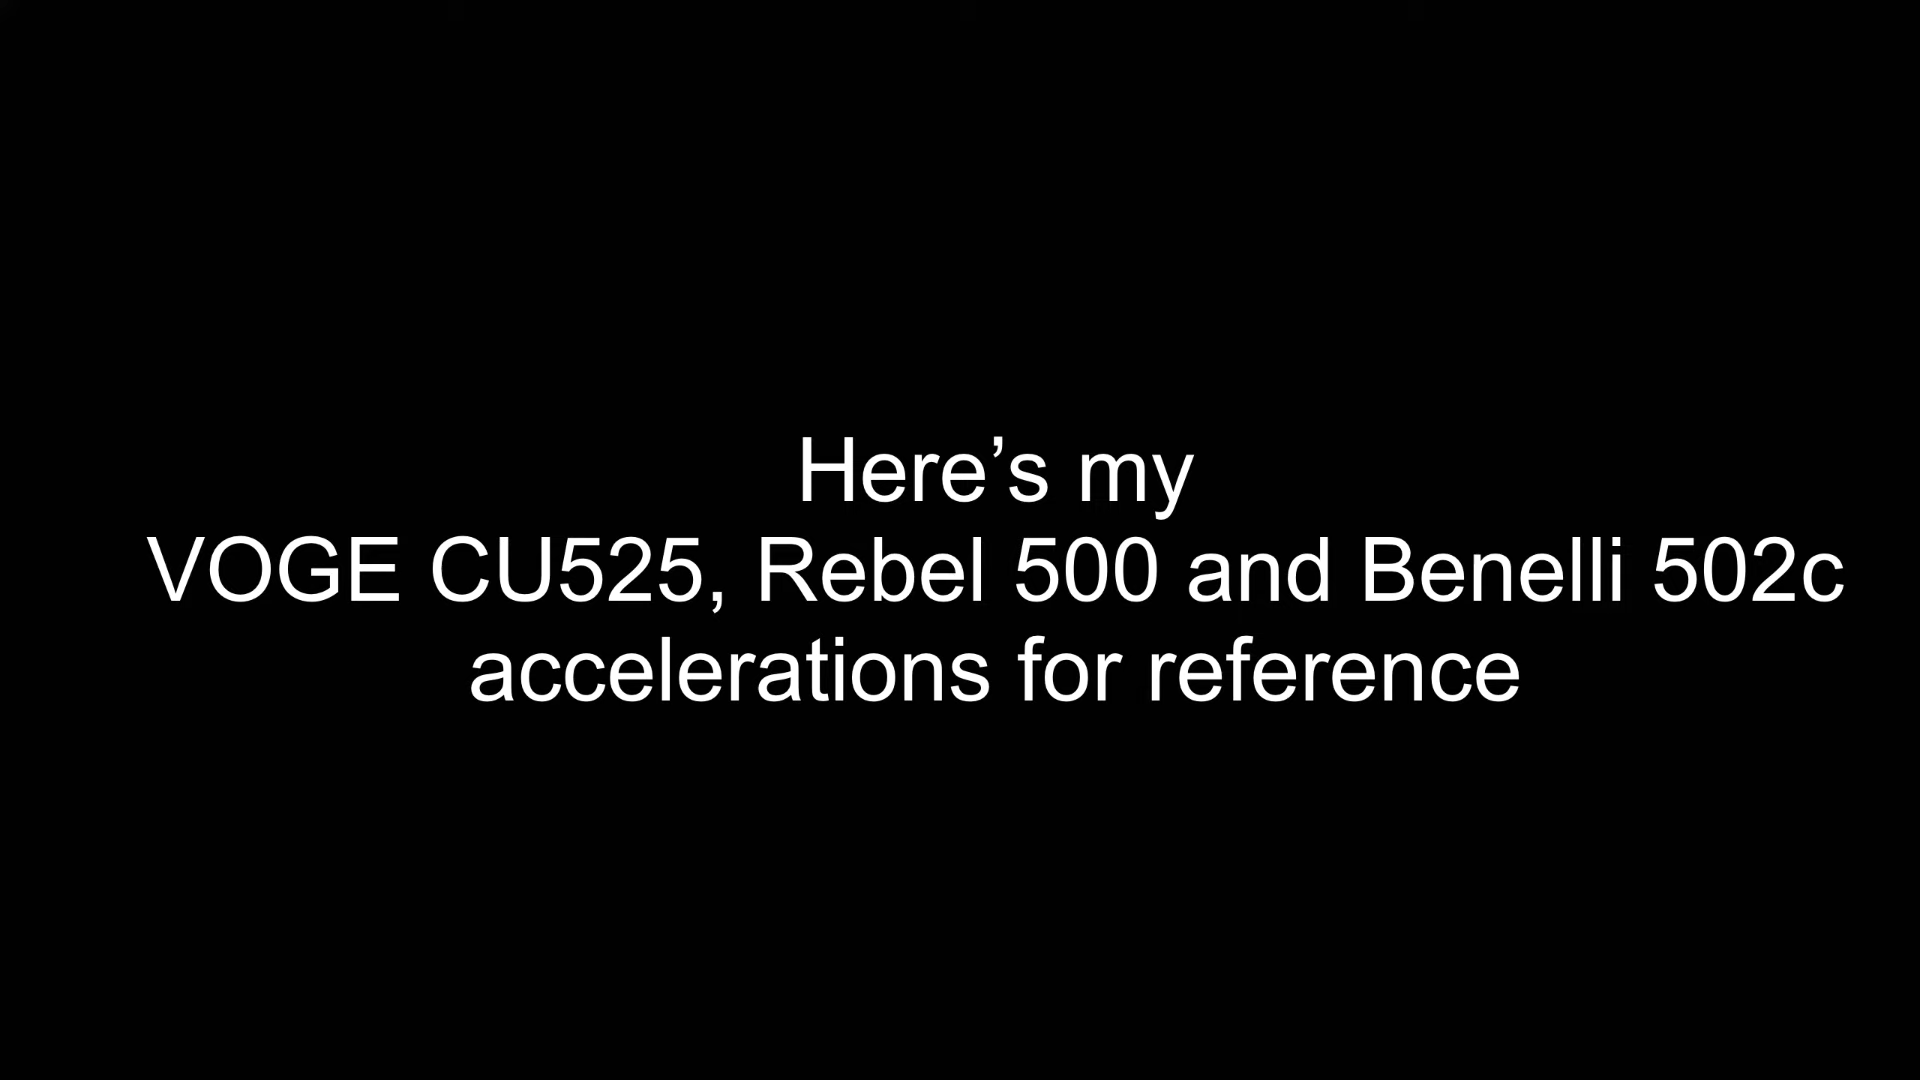 Here’s my
VOGE CU525, Rebel 500 and Benelli 502c
accelerations for reference